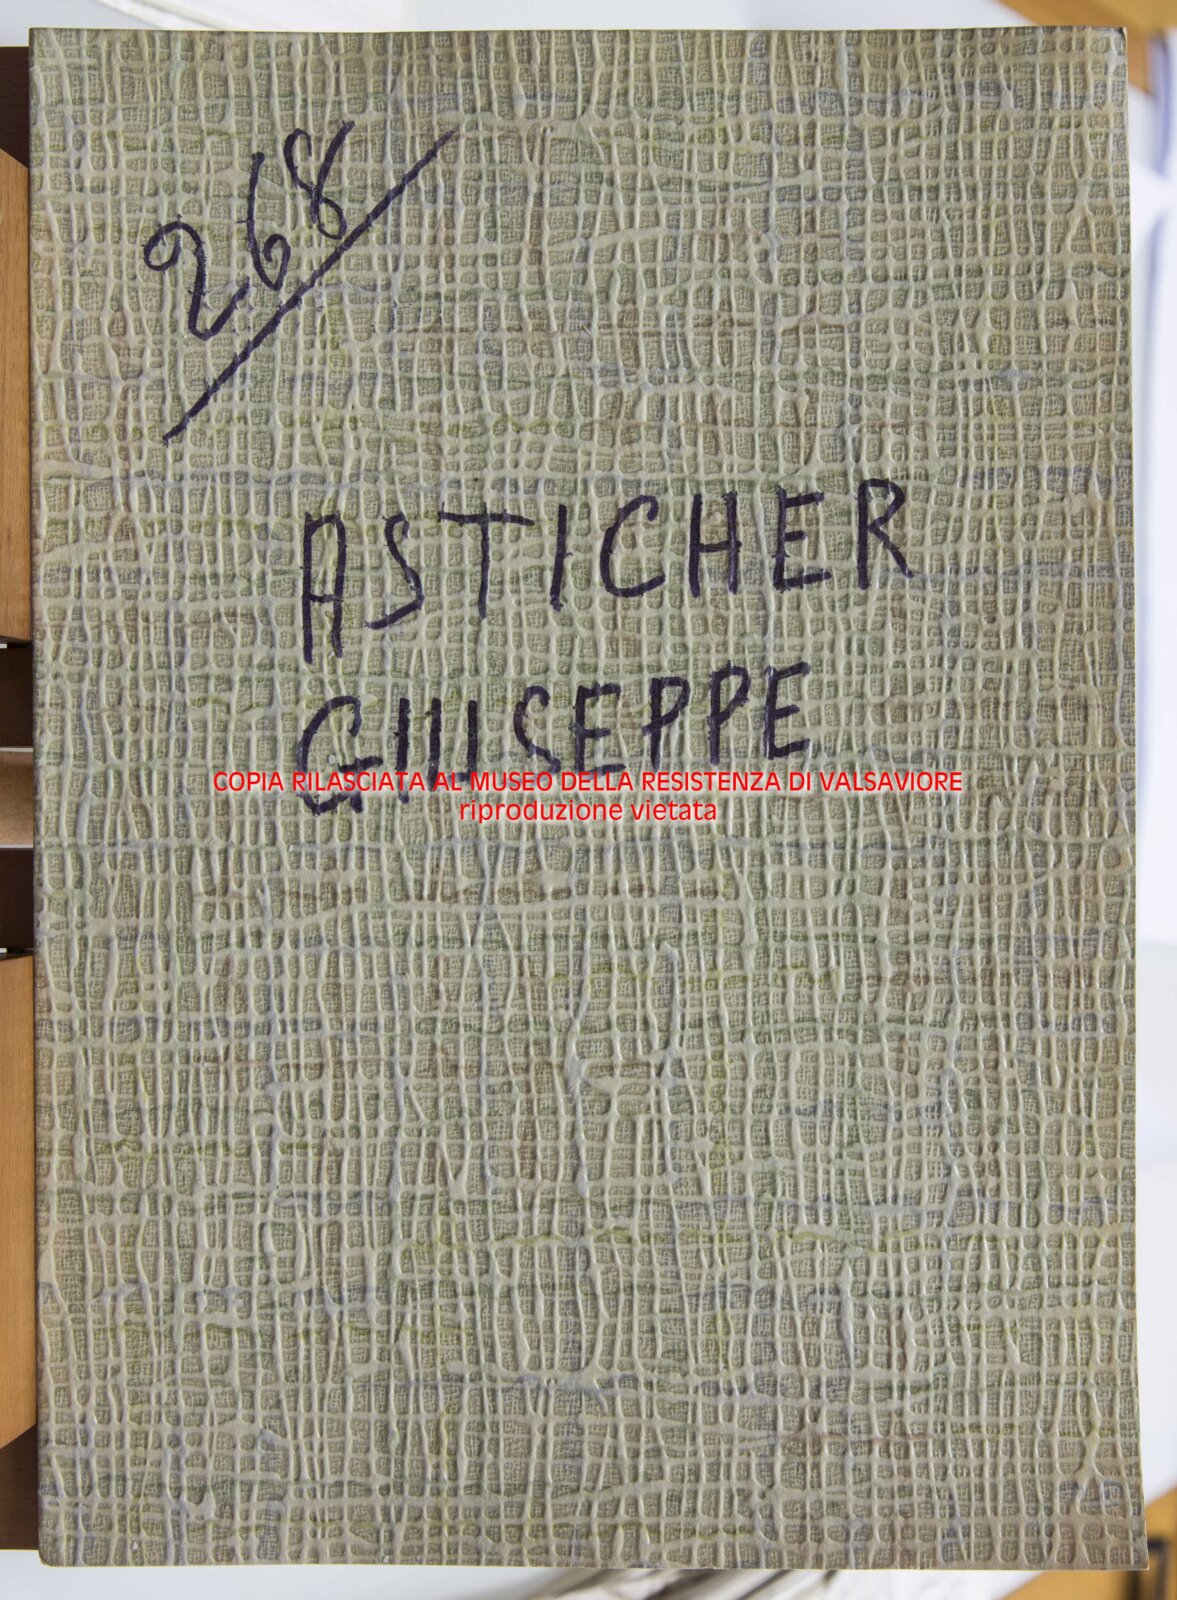 268
ASTICHER
GIUSEPPE
COPIA RILASCIATA AL MUSEO DELLA RESISTENZA DI VALSAVIORE
riproduzione vietata